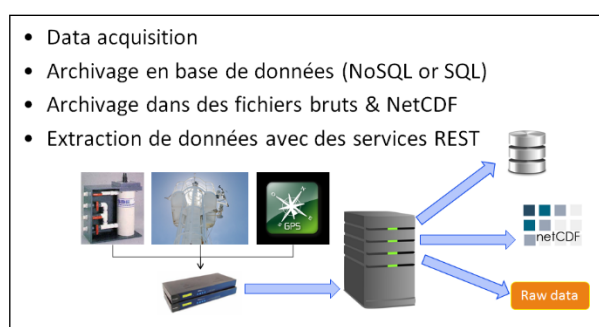 • Data acquisition
• Archivage en base de données (NoSQL or SQL)
• Archivage dans des fichiers bruts & NetCDF
• Extraction de données avec des services REST
GPS
netCDF
Raw data